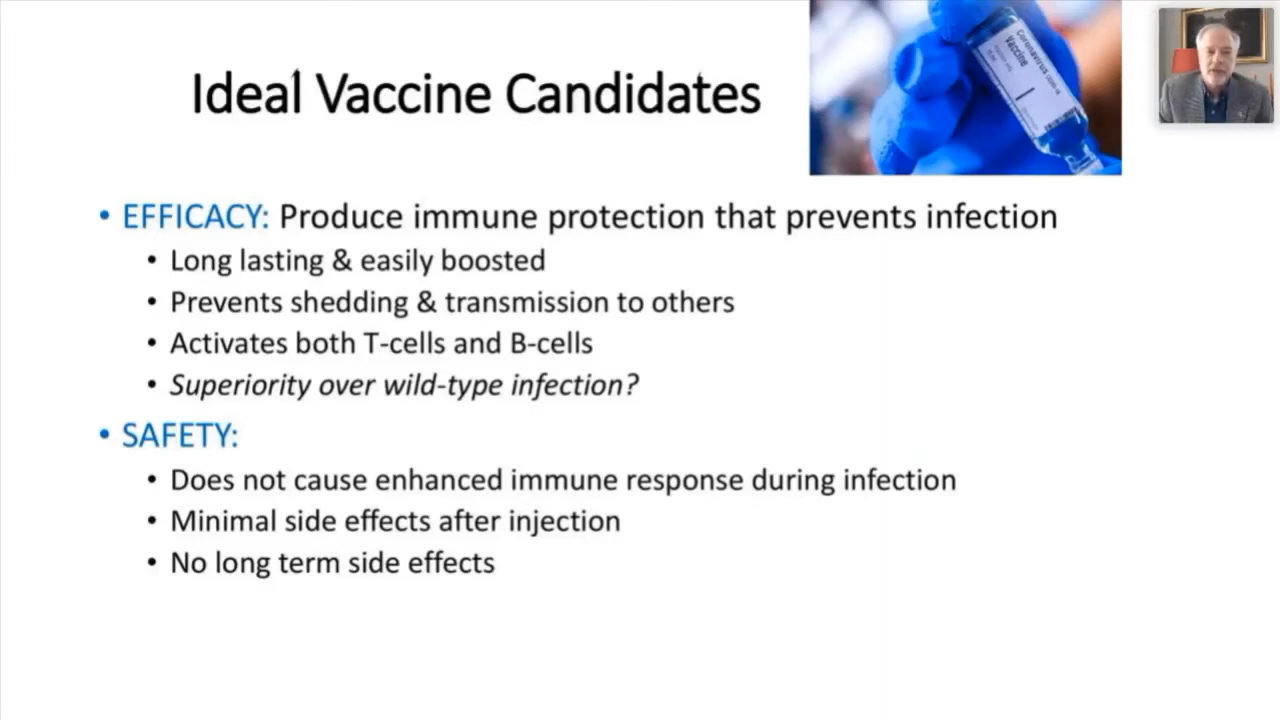 Ideal Vaccine Candidates
Coronavirus
Vaccine
• EFFICACY: Produce immune protection that prevents infection
• Long lasting & easily boosted
• Prevents shedding & transmission to others
• Activates both T-cells and B-cells
• Superiority over wild-type infection?
• SAFETY:
• Does not cause enhanced immune response during infection
• Minimal side effects after injection
• No long term side effects